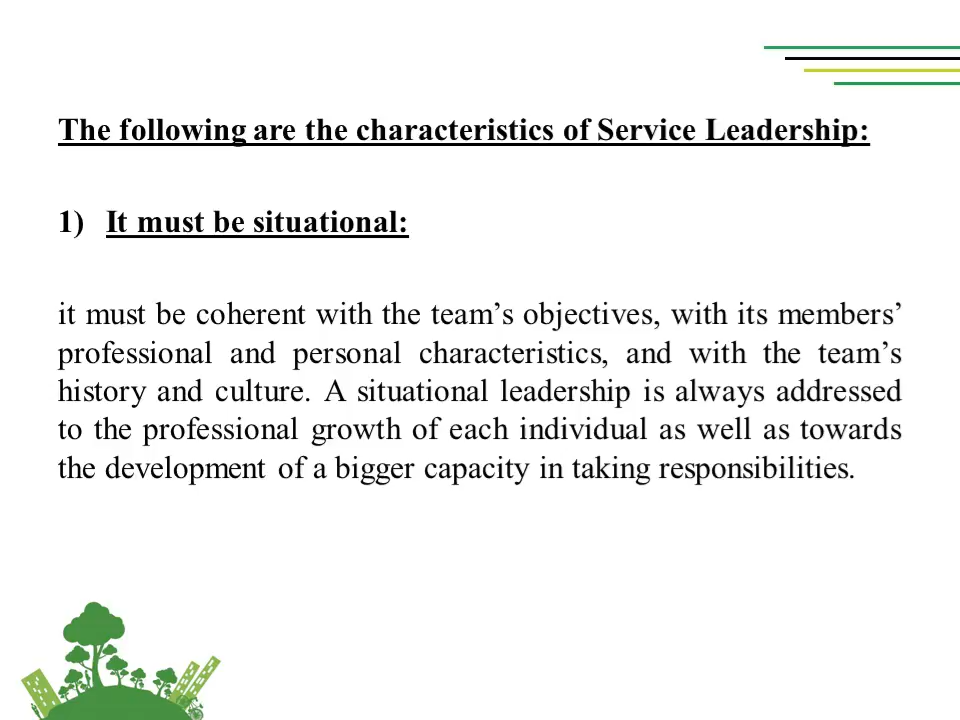 The following are the characteristics of Service Leadership:
1) It must be situational:
it must be coherent with the team’s objectives, with its members’
professional and personal characteristics, and with the team’s
history and culture. A situational leadership is always addressed
to the professional growth of each individual as well as towards
the development of a bigger capacity in taking responsibilities.